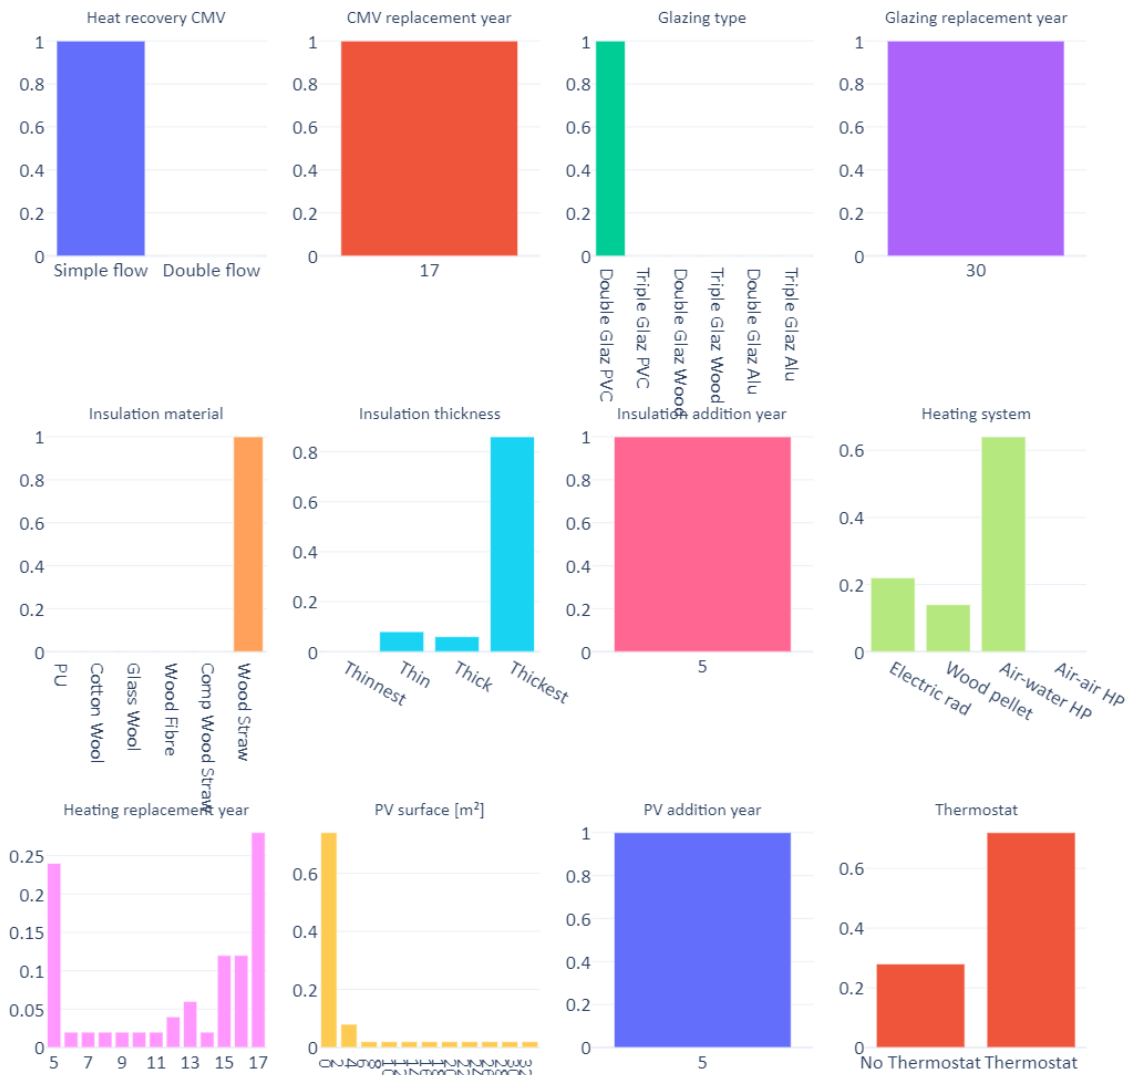 Heat recovery CMV
CMV replacement year
Glazing type
Glazing replacement year
1
0.8
0.6
0.4
0.2
0
Simple flow
Double flow
1
0.8
0.6
0.4
0.2
0
17
1
0.8
0.6
0.4
0.2
0
Double Glaz PVC
Triple Glaz PVC
Double Glaz Wood
Triple Glaz Wood
Double Glaz Alu
Triple Glaz Alu
1
0.8
0.6
0.4
0.2
0
30
Insulation material
Insulation thickness
Insulation addition year
Heating system
1
0.8
0.6
0.4
0.2
0
PU
Cotton Wool
Glass Wool
Wood Fibre
Comp Wood Straw
Wood Straw
0.8
0.6
0.4
0.2
0
Thinnest
Thin
Thick
Thickest
1
0.8
0.6
0.4
0.2
0
5
0.6
0.4
0.2
0
Electric rad
Wood pellet
Air-water HP
Air-air HP
Heating replacement year
PV surface [m²]
PV addition year
Thermostat
0.25
0.2
0.15
0.1
0.05
0
5
7
9
11
13
15
17
0.6
0.4
0.2
0
0
2
4
6
8
1
0.8
0.6
0.4
0.2
0
5
0.6
0.4
0.2
0
No Thermostat
Thermostat